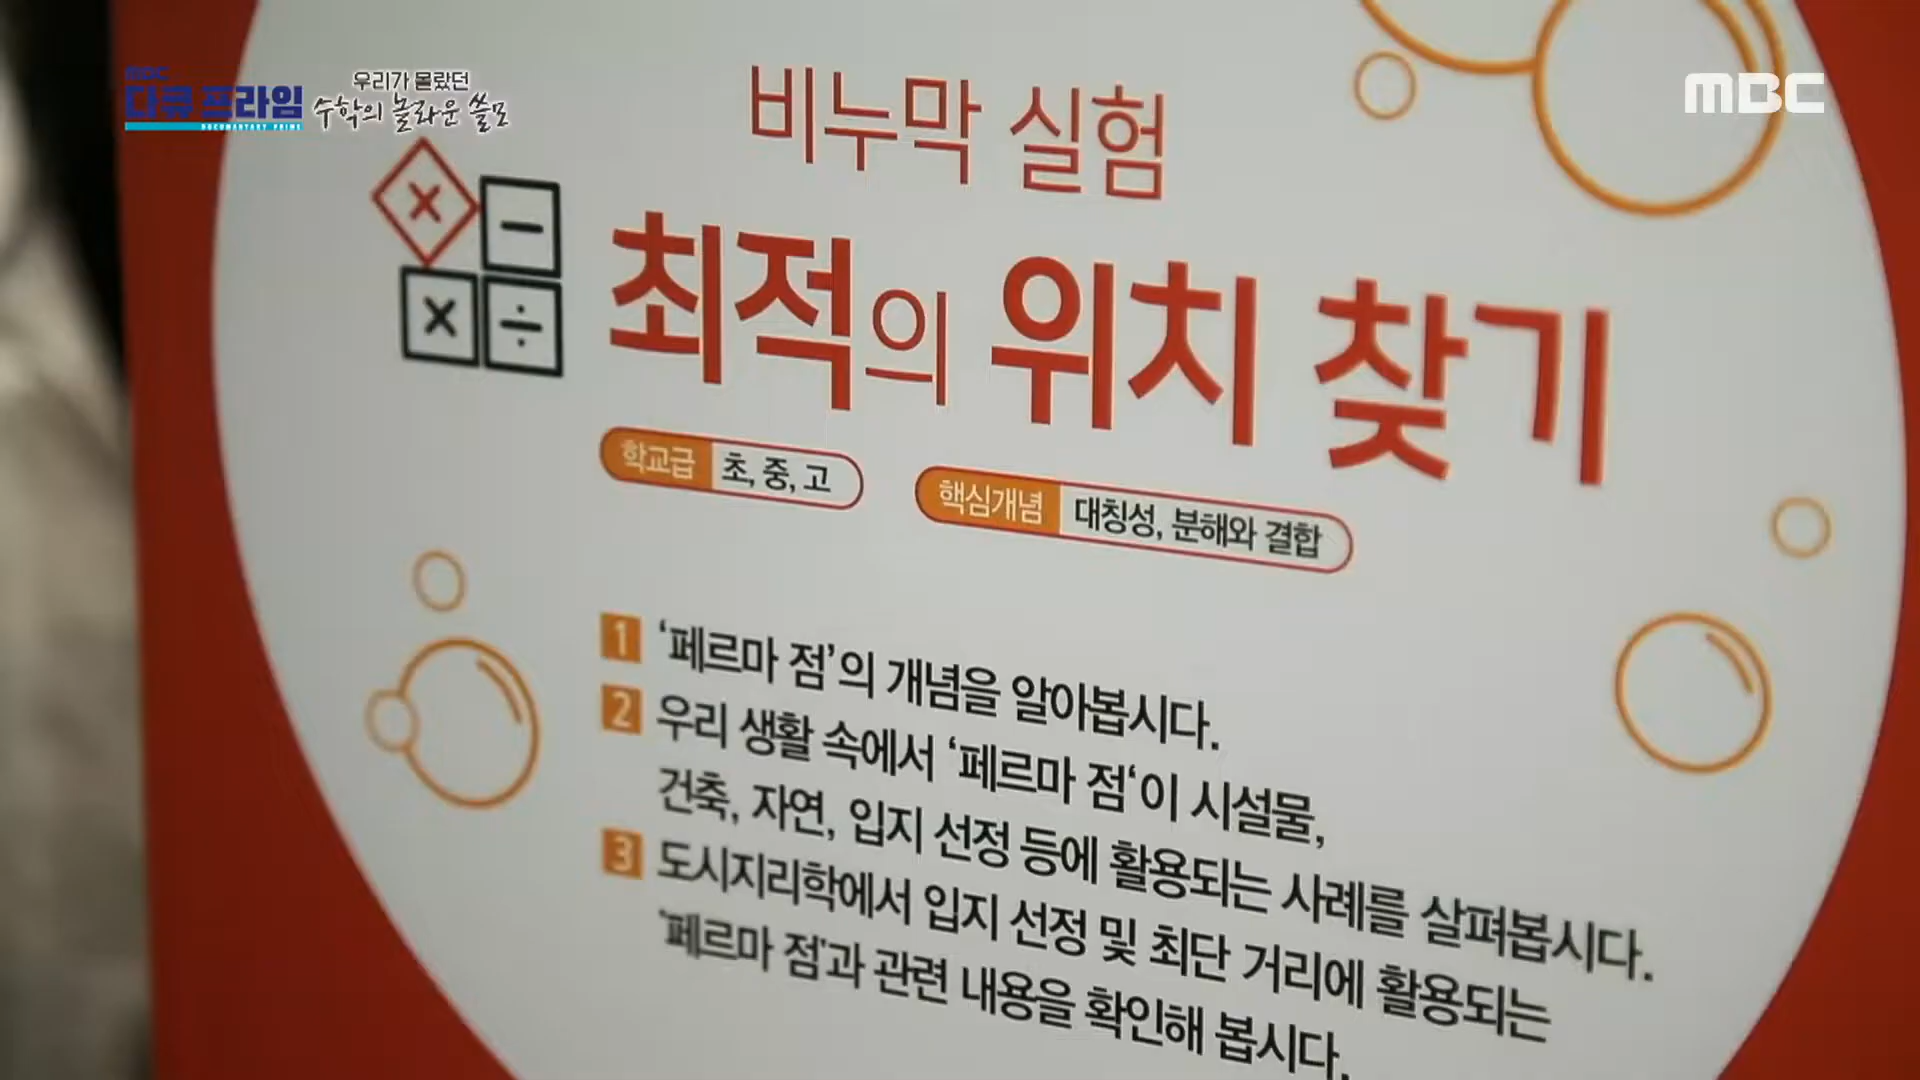 MBC
다큐프라임
DOCUMENTARY PRIME
우리가 몰랐던
수학의 놀라운 쓸모
MBC
비누막 실험
최적의 위치 찾기
학교급 초, 중, 고
핵심개념 대칭성, 분해와 결합
1 ‘페르마 점’의 개념을 알아봅시다.
2 우리 생활 속에서 ‘페르마 점‘이 시설물,
건축, 자연, 입지 선정 등에 활용되는 사례를 살펴봅시다.
3 도시지리학에서 입지 선정 및 최단 거리에 활용되는
'페르마 점'과 관련 내용을 확인해 봅시다.